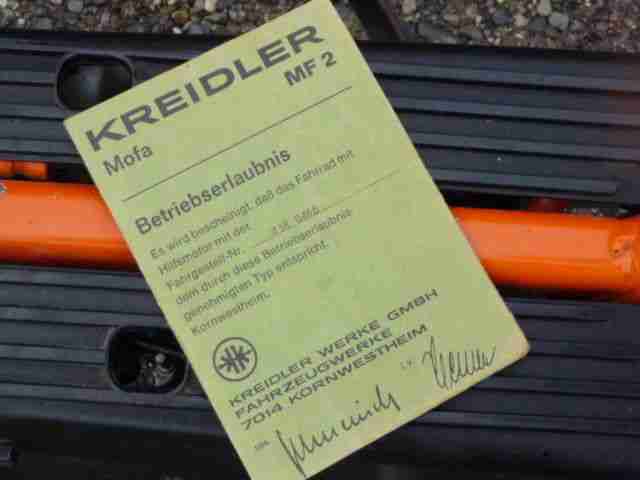 KREIDLER
Mofa MF 2
Betriebserlaubnis
Es wird bescheinigt, daß das Fahrrad mit
Hilfsmotor mit der
Fahrgestell-Nr.
dem durch diese Betriebserlaubnis
genehmigten Typ entspricht.
Kornwestheim,
KREIDLER WERKE GMBH
FAHRZEUGWERKE
7014 KORNWESTHEIM